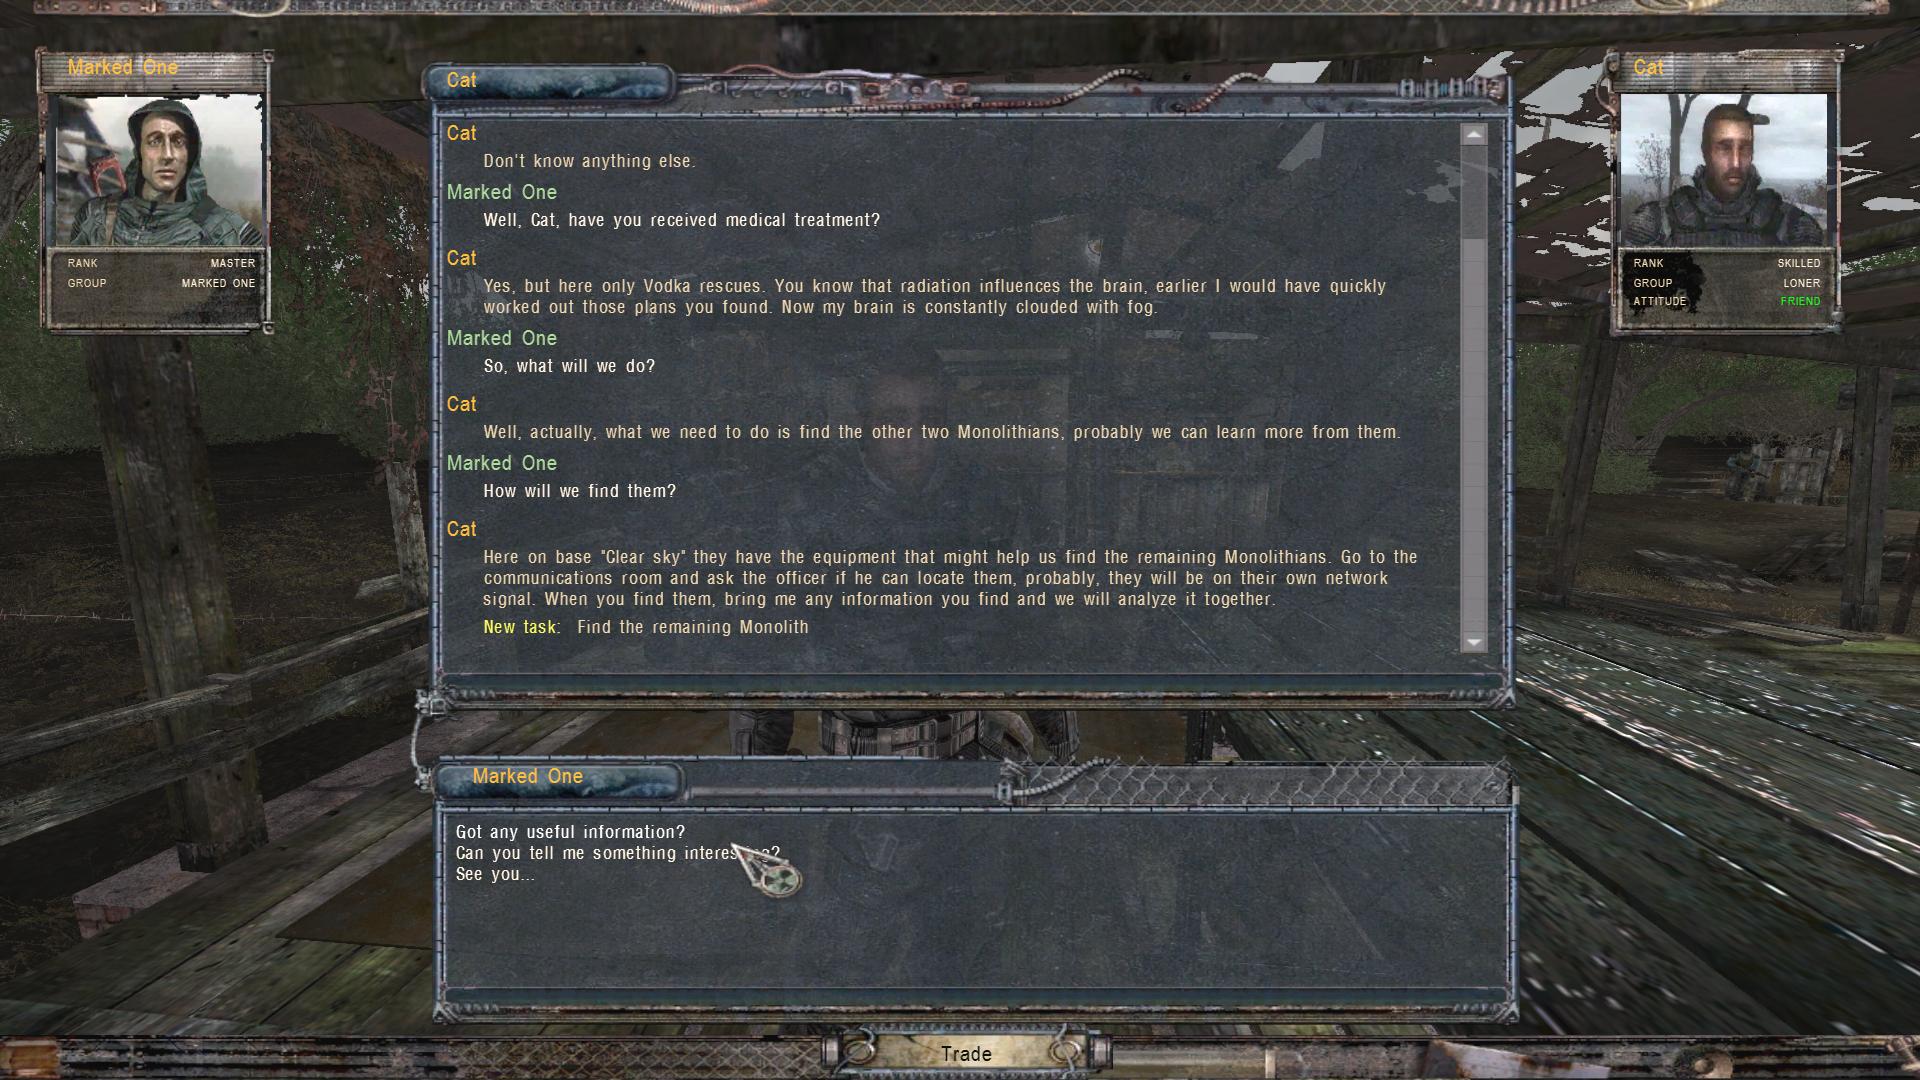 Marked One
RANK MASTER
GROUP MARKED ONE
Cat
Cat
Don't know anything else.
Marked One
Well, Cat, have you received medical treatment?
Cat
Yes, but here only Vodka rescues. You know that radiation influences the brain, earlier I would have quickly
worked out those plans you found. Now my brain is constantly clouded with fog.
Marked One
So, what will we do?
Cat
Well, actually, what we need to do is find the other two Monolithians, probably we can learn more from them.
Marked One
How will we find them?
Cat
Here on base "Clear sky" they have the equipment that might help us find the remaining Monolithians. Go to the
communications room and ask the officer if he can locate them, probably, they will be on their own network
signal. When you find them, bring me any information you find and we will analyze it together.
New task: Find the remaining Monolith
Cat
RANK SKILLED
GROUP LONER
ATTITUDE FRIEND
Marked One
Got any useful information?
Can you tell me something interesting?
See you...
Trade